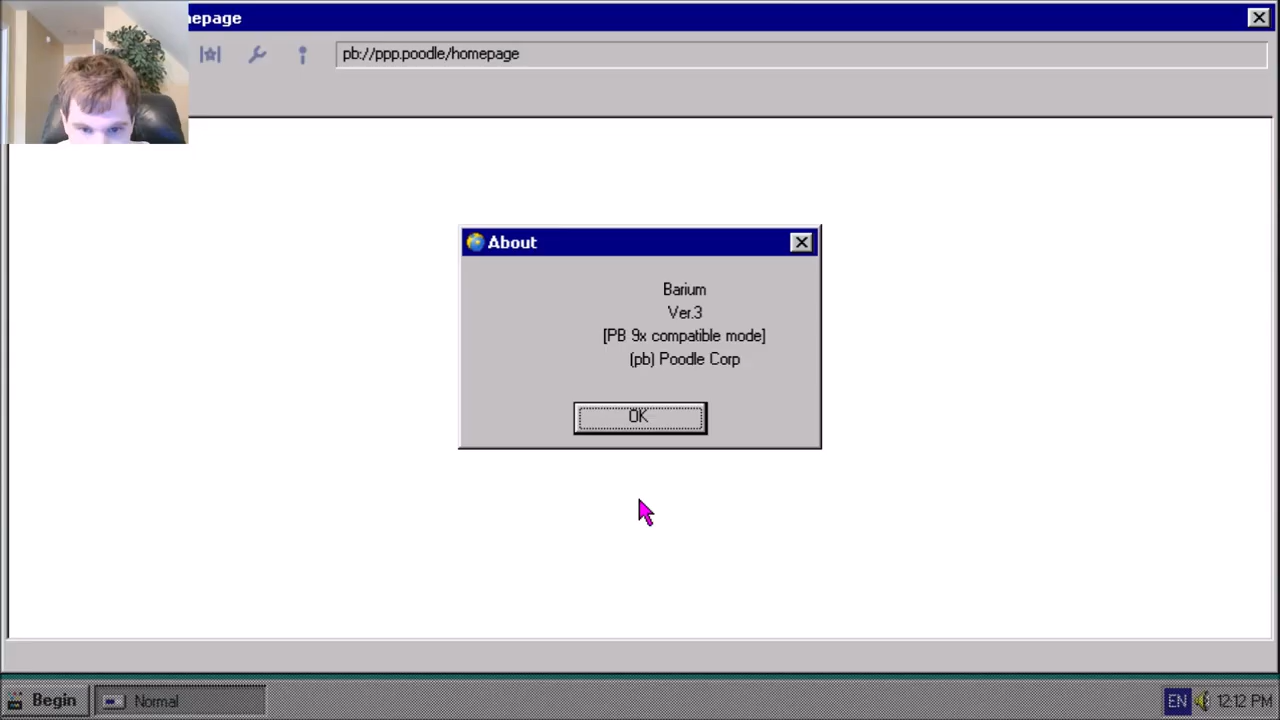 epage
pb://ppp.poodle/homepage
About
Barium
Ver.3
[PB 9x compatible mode]
(pb) Poodle Corp
OK
Begin
Normal
EN
12:12 PM